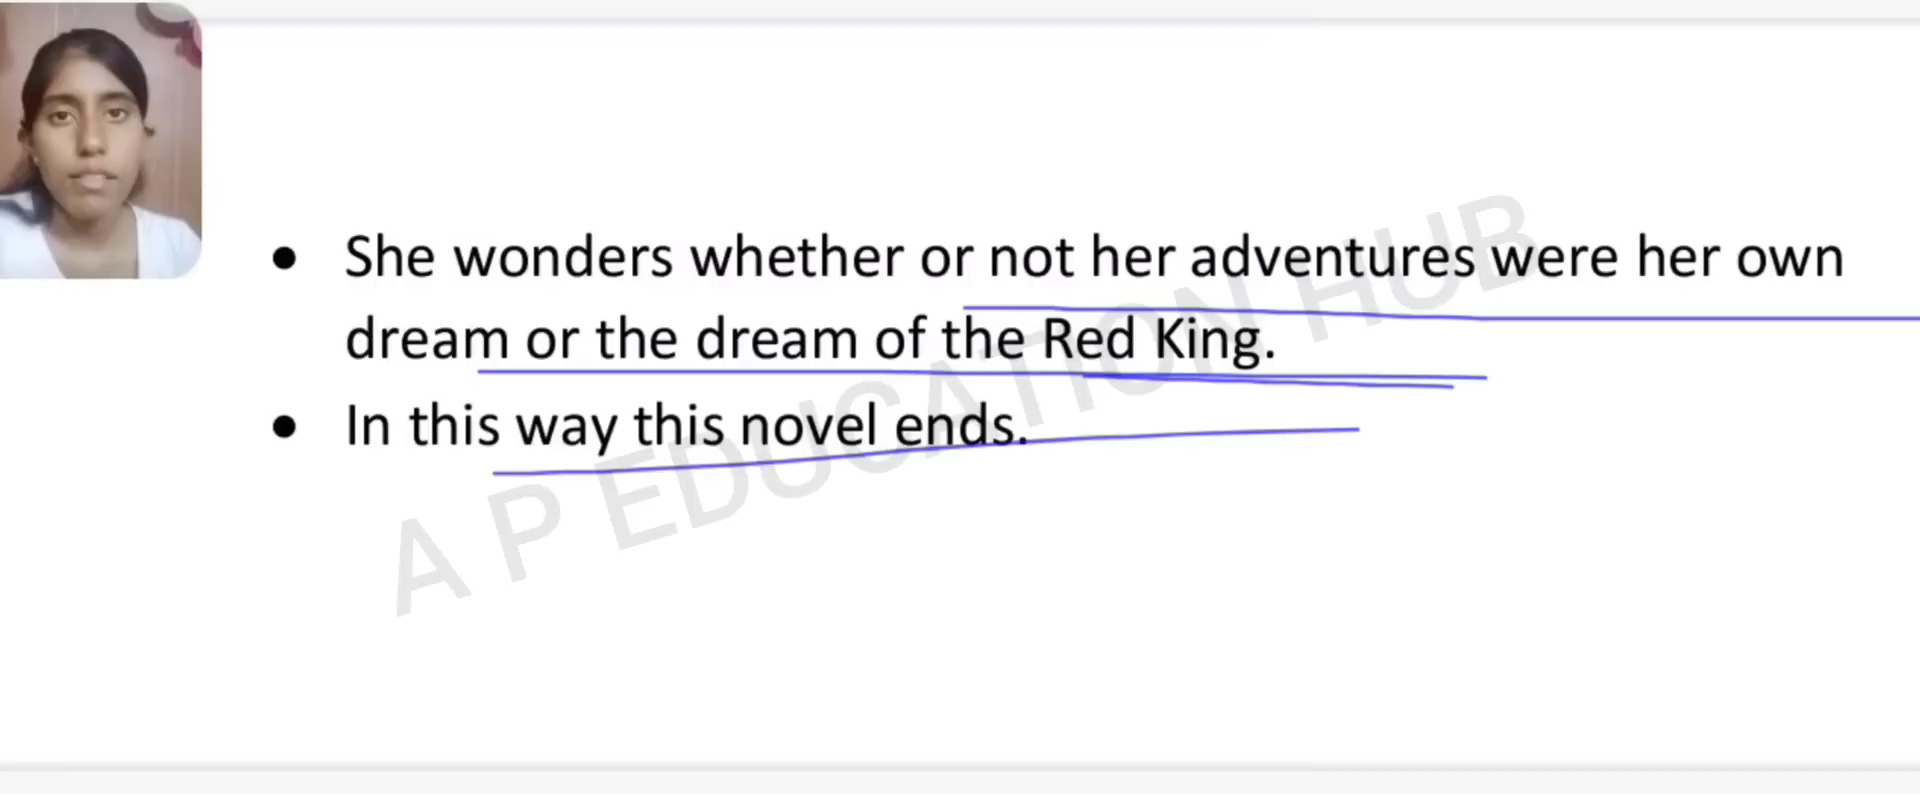 She wonders whether or not her adventures were her own
dream or the dream of the Red King.
In this way this novel ends.
A P EDUCATION HUB